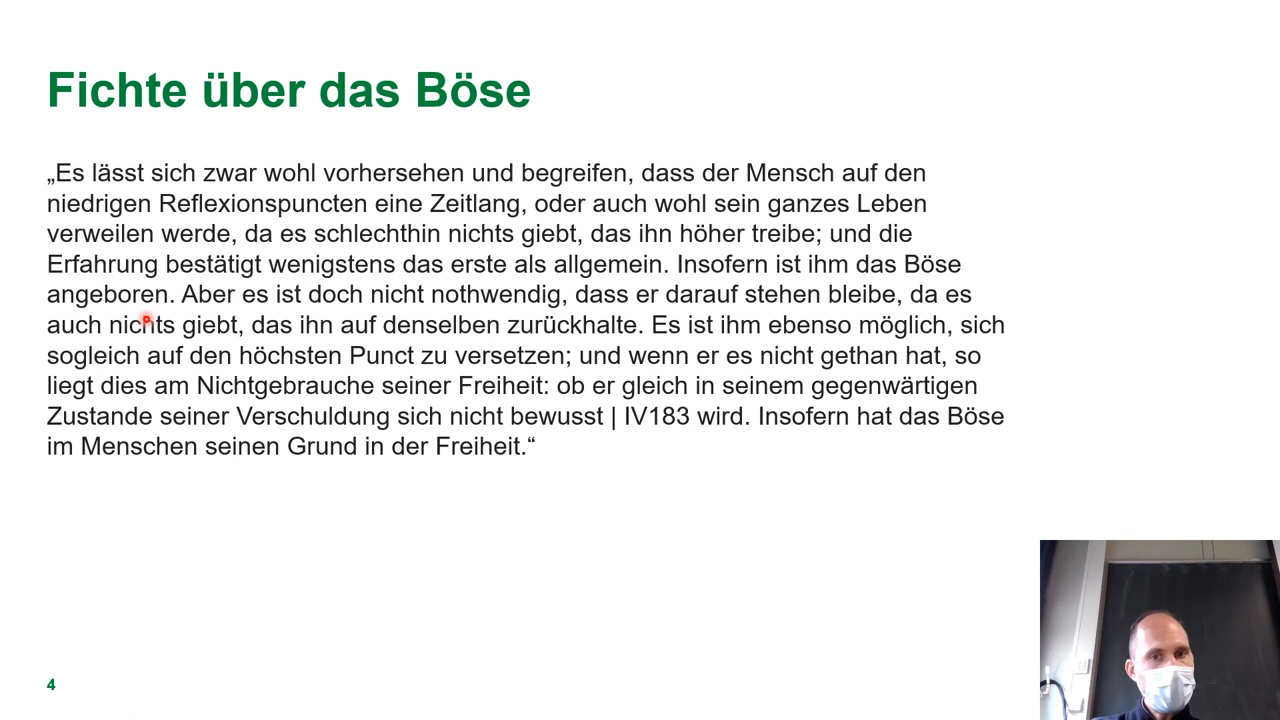 Fichte über das Böse
„Es lässt sich zwar wohl vorhersehen und begreifen, dass der Mensch auf den
niedrigen Reflexionspuncten eine Zeitlang, oder auch wohl sein ganzes Leben
verweilen werde, da es schlechthin nichts giebt, das ihn höher treibe; und die
Erfahrung bestätigt wenigstens das erste als allgemein. Insofern ist ihm das Böse
angeboren. Aber es ist doch nicht nothwendig, dass er darauf stehen bleibe, da es
auch nichts giebt, das ihn auf denselben zurückhalte. Es ist ihm ebenso möglich, sich
sogleich auf den höchsten Punct zu versetzen; und wenn er es nicht gethan hat, so
liegt dies am Nichtgebrauche seiner Freiheit: ob er gleich in seinem gegenwärtigen
Zustande seiner Verschuldung sich nicht bewusst | IV183 wird. Insofern hat das Böse
im Menschen seinen Grund in der Freiheit.“
4